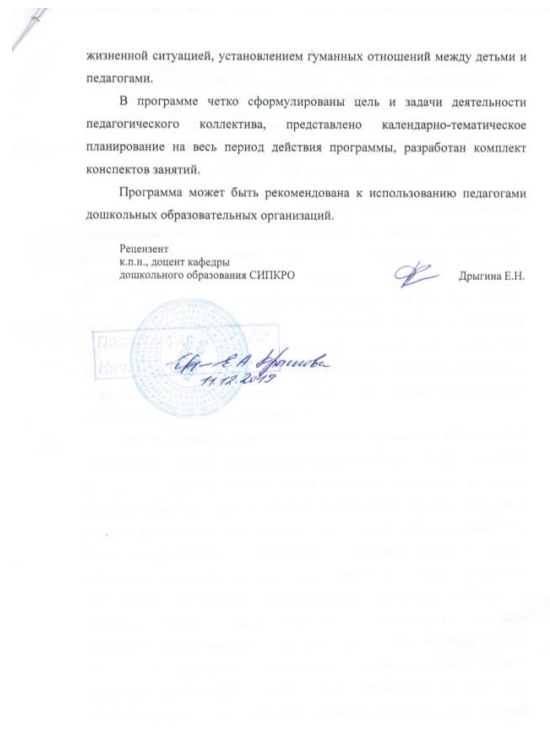 жизненной ситуацией, установлением гуманных отношений между детьми и
педагогами.
В программе четко сформулированы цель и задачи деятельности
педагогического коллектива, представлено календарно-тематическое
планирование на весь период действия программы, разработан комплект
конспектов занятий.
Программа может быть рекомендована к использованию педагогами
дошкольных образовательных организаций.
Рецензент
к.п.н., доцент кафедры
дошкольного образования СИПКРО
Дрыгина Е.Н.
Е А
11.12.2019